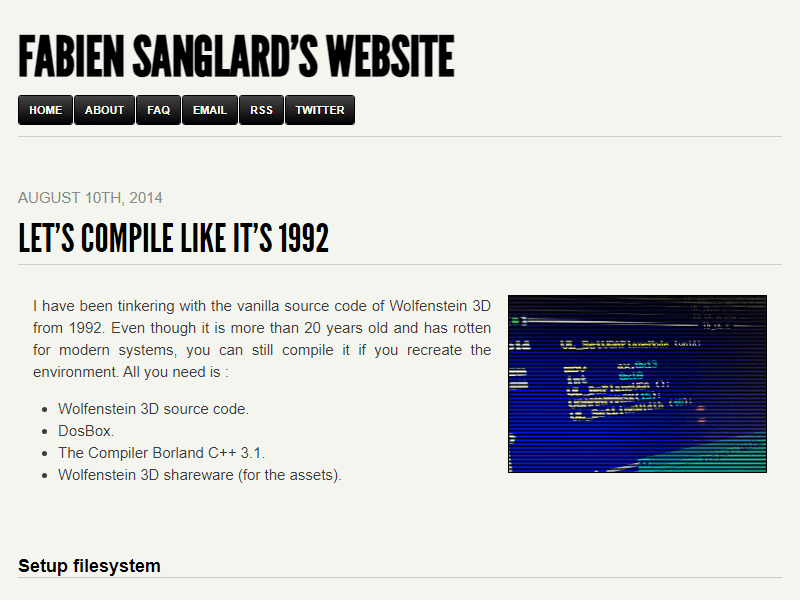 FABIEN SANGLARD'S WEBSITE
HOME ABOUT FAQ EMAIL RSS TWITTER
AUGUST 10TH, 2014
LET'S COMPILE LIKE IT'S 1992
I have been tinkering with the vanilla source code of Wolfenstein 3D
from 1992. Even though it is more than 20 years old and has rotten
for modern systems, you can still compile it if you recreate the
environment. All you need is :
• Wolfenstein 3D source code.
• DosBox.
• The Compiler Borland C++ 3.1.
• Wolfenstein 3D shareware (for the assets).
Setup filesystem